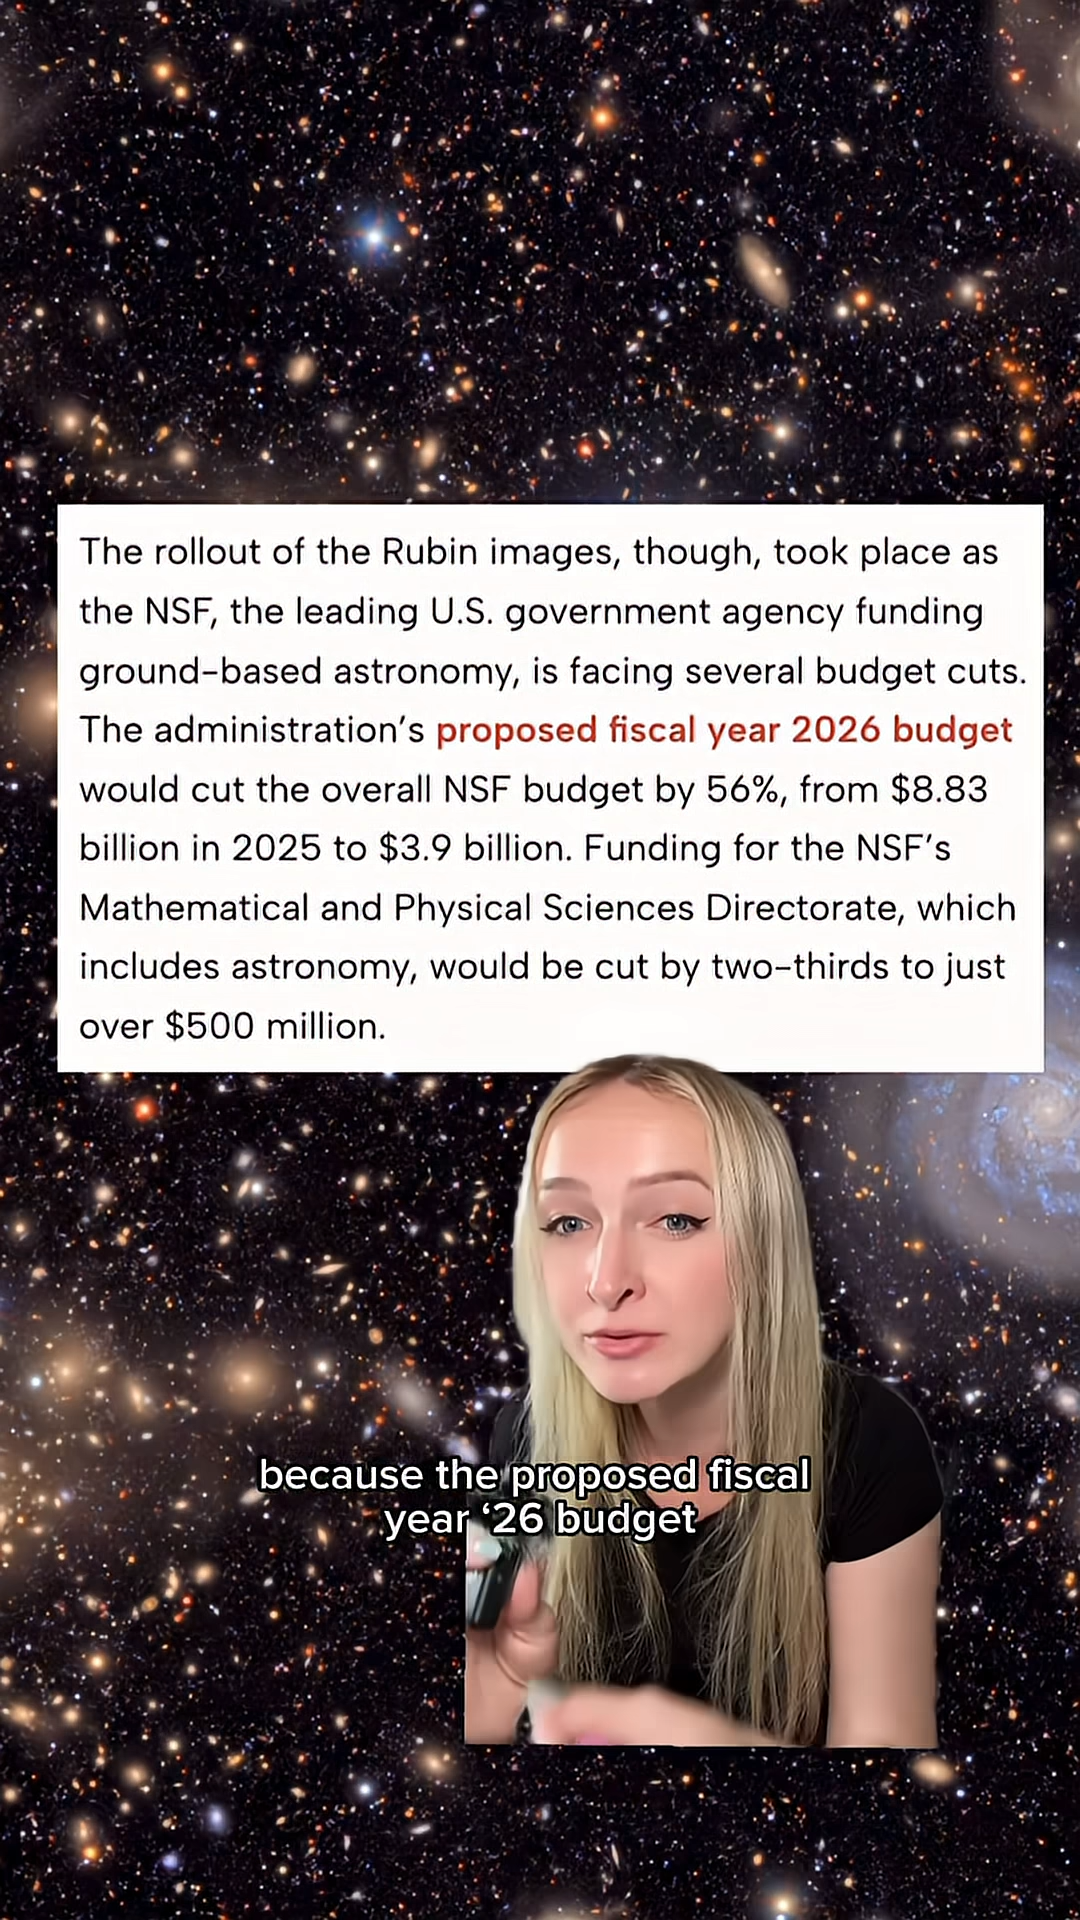 The rollout of the Rubin images, though, took place as
the NSF, the leading U.S. government agency funding
ground-based astronomy, is facing several budget cuts.
The administration’s proposed fiscal year 2026 budget
would cut the overall NSF budget by 56%, from $8.83
billion in 2025 to $3.9 billion. Funding for the NSF’s
Mathematical and Physical Sciences Directorate, which
includes astronomy, would be cut by two-thirds to just
over $500 million.
because the proposed fiscal
year ‘26 budget